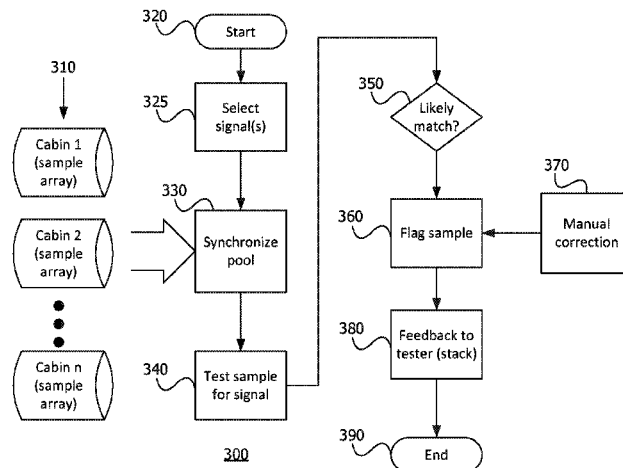 320
Start
310
325
Select
signal(s)
Cabin 1
(sample
array)
330
Synchronize
pool
Cabin 2
(sample
array)
Cabin n
(sample
array)
340
Test sample
for signal
350
Likely
match?
360
Flag sample
370
Manual
correction
380
Feedback to
tester (stack)
390
End
300